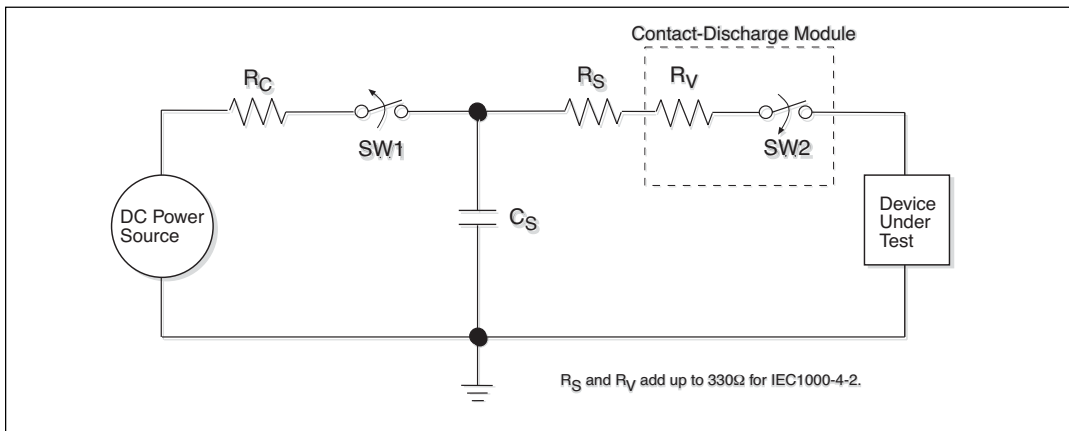 Contact-Discharge Module
RC
RS
RV
SW1
SW2
DC Power
Source
CS
Device
Under
Test
RS and RV add up to 330Ω for IEC1000-4-2.